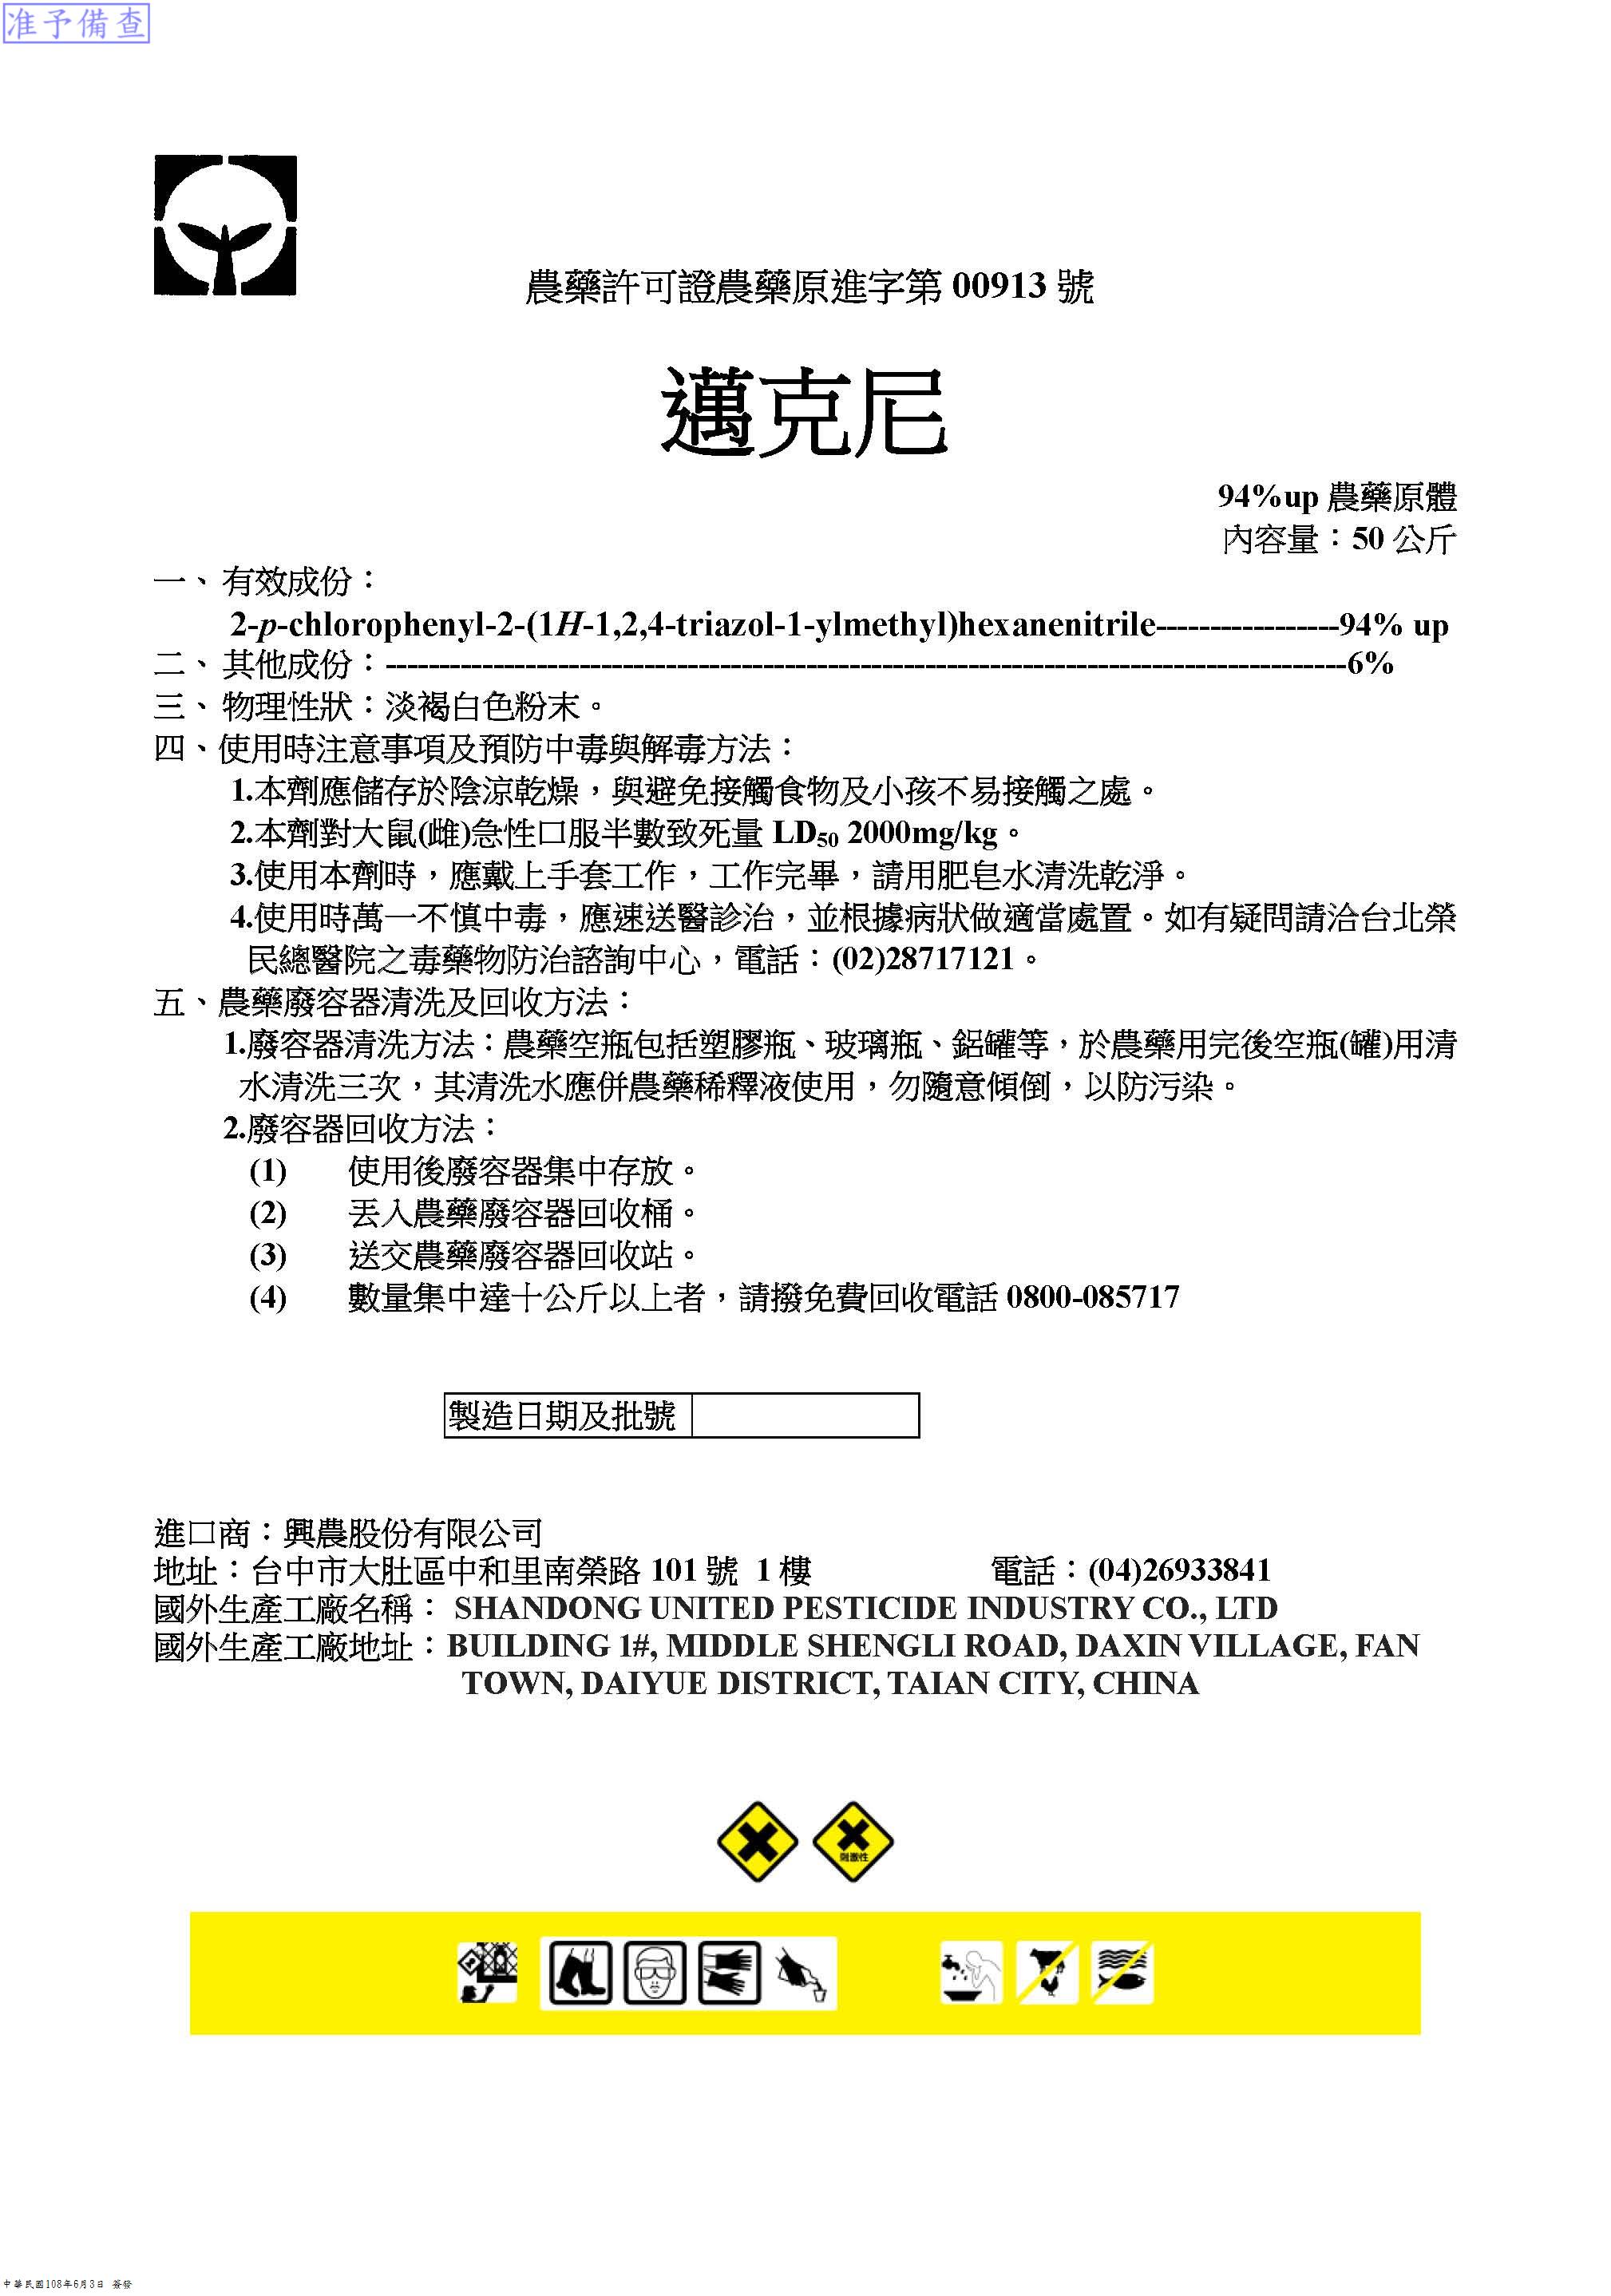 准予備查
農藥許可證農藥原進字第 00913 號
邁克尼
94%up 農藥原體
內容量：50 公斤
一、有效成份：
2-p-chlorophenyl-2-(1H-1,2,4-triazol-1-ylmethyl)hexanenitrile-----------------94% up
二、其他成份：------------------------------------------------------------------------------------------6%
三、物理性狀：淡褐白色粉末。
四、使用時注意事項及預防中毒與解毒方法：
1.本劑應儲存於陰涼乾燥，與避免接觸食物及小孩不易接觸之處。
2.本劑對大鼠(雌)急性口服半數致死量 LD50 2000mg/kg。
3.使用本劑時，應戴上手套工作，工作完畢，請用肥皂水清洗乾淨。
4.使用時萬一不慎中毒，應速送醫診治，並根據病狀做適當處置。如有疑問請洽台北榮
民總醫院之毒藥物防治諮詢中心，電話：(02)28717121。
五、農藥廢容器清洗及回收方法：
1.廢容器清洗方法：農藥空瓶包括塑膠瓶、玻璃瓶、鋁罐等，於農藥用完後空瓶(罐)用清
水清洗三次，其清洗水應併農藥稀釋液使用，勿隨意傾倒，以防污染。
2.廢容器回收方法：
(1) 使用後廢容器集中存放。
(2) 丟入農藥廢容器回收桶。
(3) 送交農藥廢容器回收站。
(4) 數量集中達十公斤以上者，請撥免費回收電話 0800-085717
製造日期及批號
進口商：興農股份有限公司
地址：台中市大肚區中和里南榮路 101 號 1 樓 電話：(04)26933841
國外生產工廠名稱： SHANDONG UNITED PESTICIDE INDUSTRY CO., LTD
國外生產工廠地址：BUILDING 1#, MIDDLE SHENGLI ROAD, DAXIN VILLAGE, FAN
TOWN, DAIYUE DISTRICT, TAIAN CITY, CHINA
刺激性
中華民國108年6月3日 簽發